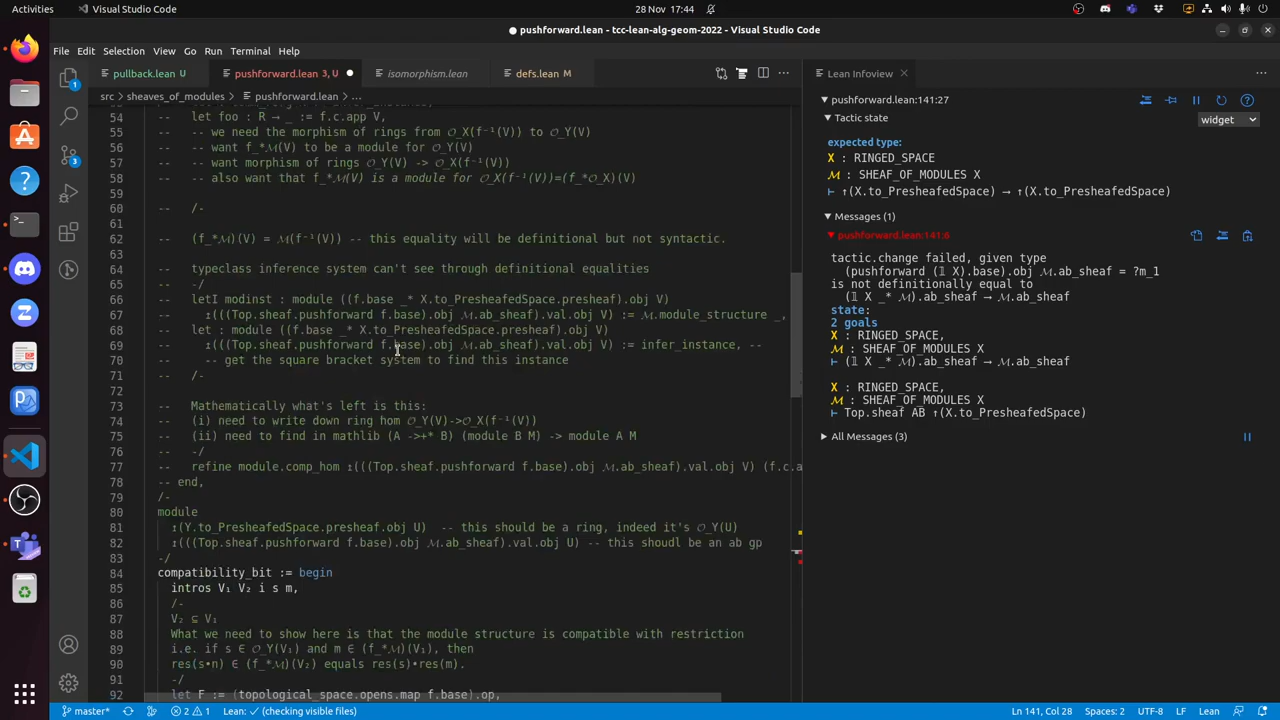 Activities
Visual Studio Code
28 Nov 17:44
pushforward.lean - tcc-lean-alg-geom-2022 - Visual Studio Code
File Edit Selection View Go Run Terminal Help
pullback.lean U
pushforward.lean 3, U
isomorphism.lean
defs.lean M
src > sheaves_of_modules > pushforward.lean > ...
54 -- let foo : R → _ := f.c.app V,
55 -- -- we need the morphism of rings from 𝒪_X(f⁻¹(V)) to 𝒪_Y(V)
56 -- -- want f_*ℳ(V) to be a module for 𝒪_Y(V)
57 -- -- want morphism of rings 𝒪_Y(V) -> 𝒪_X(f⁻¹(V))
58 -- -- also want that f_*ℳ(V) is a module for 𝒪_X(f⁻¹(V))=(f_*𝒪_X)(V)
59
60 -- /-
61
62 -- (f_*ℳ)(V) = ℳ(f⁻¹(V)) -- this equality will be definitional but not syntactic.
63
64 -- typeclass inference system can't see through definitional equalities
65 -- -/
66 -- letI modinst : module ((f.base _* X.to_PresheafedSpace.presheaf).obj V)
67 -- ↥(((Top.sheaf.pushforward f.base).obj ℳ.ab_sheaf).val.obj V) := ℳ.module_structure _,
68 -- let : module ((f.base _* X.to_PresheafedSpace.presheaf).obj V)
69 -- ↥(((Top.sheaf.pushforward f.base).obj ℳ.ab_sheaf).val.obj V) := infer_instance, --
70 -- -- get the square bracket system to find this instance
71 -- /-
72
73 -- Mathematically what's left is this:
74 -- (i) need to write down ring hom 𝒪_Y(V)->𝒪_X(f⁻¹(V))
75 -- (ii) need to find in mathlib (A ->+* B) (module B M) -> module A M
76 -- -/
77 -- refine module.comp_hom ↥(((Top.sheaf.pushforward f.base).obj ℳ.ab_sheaf).val.obj V) (f.c.a
78 -- end,
79 /-
80 module
81 ↥(Y.to_PresheafedSpace.presheaf.obj U) -- this should be a ring, indeed it's 𝒪_Y(U)
82 ↥(((Top.sheaf.pushforward f.base).obj ℳ.ab_sheaf).val.obj U) -- this shoudl be an ab gp
83 -/
84 compatibility_bit := begin
85 intros V₁ V₂ i s m,
86 /-
87 V₂ ⊆ V₁
88 What we need to show here is that the module structure is compatible with restriction
89 i.e. if s ∈ 𝒪_Y(V₁) and m ∈ (f_*ℳ)(V₁), then
90 res(s•n) ∈ (f_*ℳ)(V₂) equals res(s)•res(m).
91 -/
92 let F := (topological_space.opens.map f.base).op,
Lean Infoview
pushforward.lean:141:27
Tactic state
widget
expected type:
X : RINGED_SPACE
ℳ : SHEAF_OF_MODULES X
⊢ ↑(X.to_PresheafedSpace) ⟶ ↑(X.to_PresheafedSpace)
Messages (1)
pushforward.lean:141:6
tactic.change failed, given type
(pushforward (𝟙 X).base).obj ℳ.ab_sheaf = ?m_1
is not definitionally equal to
(𝟙 X _* ℳ).ab_sheaf ⟶ ℳ.ab_sheaf
state:
2 goals
X : RINGED_SPACE,
ℳ : SHEAF_OF_MODULES X
⊢ (𝟙 X _* ℳ).ab_sheaf ⟶ ℳ.ab_sheaf
X : RINGED_SPACE,
ℳ : SHEAF_OF_MODULES X
⊢ Top.sheaf AB ↑(X.to_PresheafedSpace)
All Messages (3)
master*
2 1
Lean: (checking visible files)
Ln 141, Col 28
Spaces: 2
UTF-8
LF
Lean